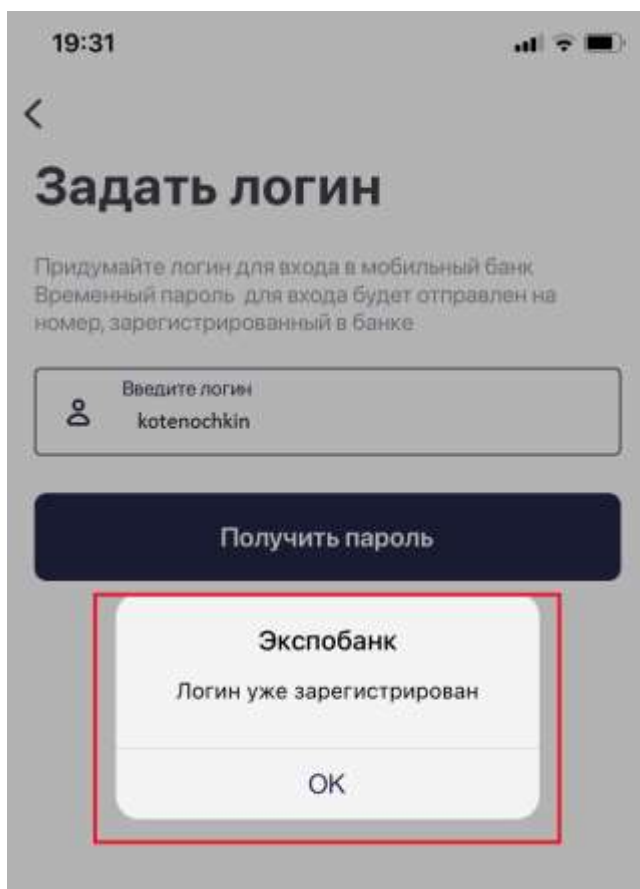 19:31
Задать логин
Придумайте логин для входа в мобильный банк
Временный пароль для входа будет отправлен на
номер, зарегистрированный в банке
Введите логин
kotenochkin
Получить пароль
Экспобанк
Логин уже зарегистрирован
OK